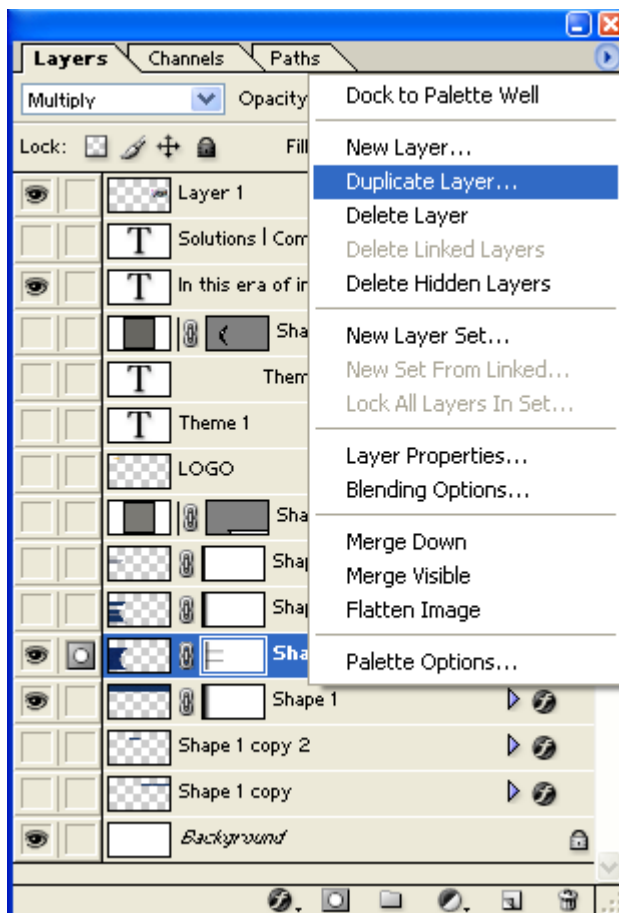 Layers Channels Paths
Multiply Opacity
Lock: Fil
Dock to Palette Well
New Layer...
Duplicate Layer...
Delete Layer
Delete Linked Layers
Delete Hidden Layers
New Layer Set...
New Set From Linked...
Lock All Layers In Set...
Layer Properties...
Blending Options...
Merge Down
Merge Visible
Flatten Image
Palette Options...
Layer 1
T Solutions | Com
T In this era of in
Sha
T Them
T Theme 1
LOGO
Sha
Shap
Shap
Sha
Shape 1
Shape 1 copy 2
Shape 1 copy
Background